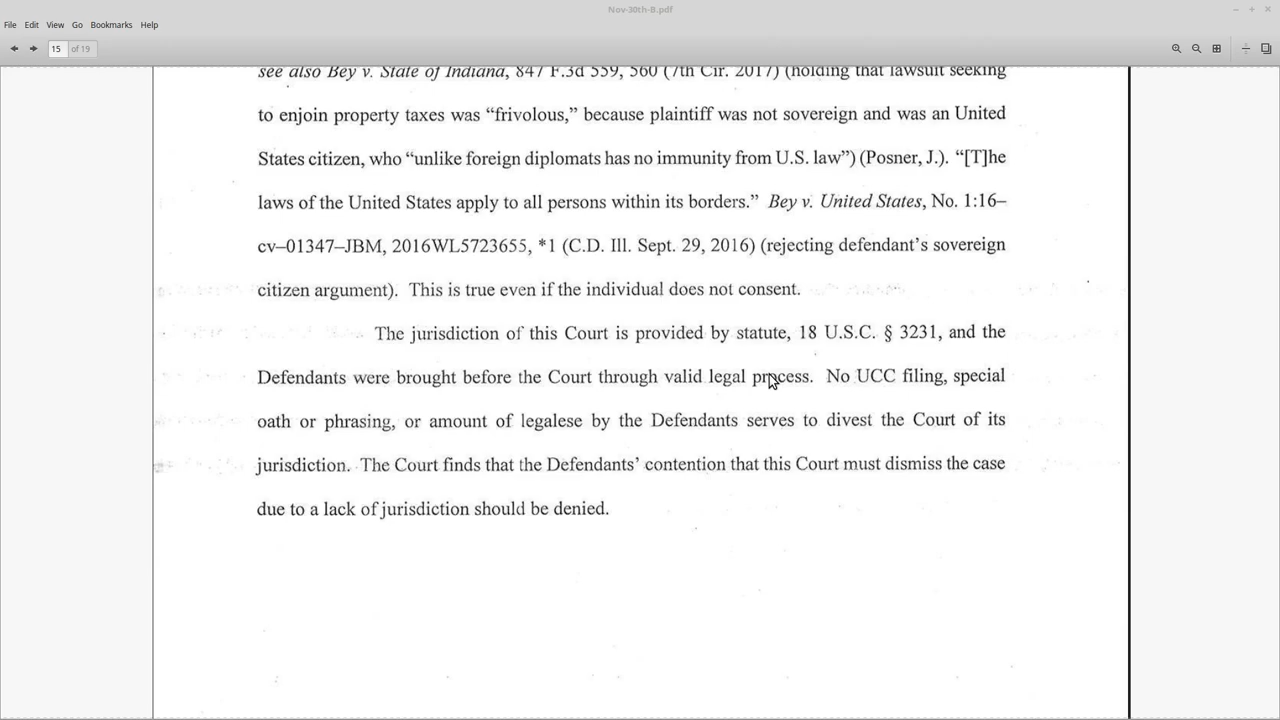 Nov-30th-B.pdf
File Edit View Go Bookmarks Help
15 of 19
see also Bey v. State of Indiana, 847 F.3d 559, 560 (7th Cir. 2017) (holding that lawsuit seeking
to enjoin property taxes was “frivolous,” because plaintiff was not sovereign and was an United
States citizen, who “unlike foreign diplomats has no immunity from U.S. law”) (Posner, J.). “[T]he
laws of the United States apply to all persons within its borders.” Bey v. United States, No. 1:16–
cv–01347–JBM, 2016WL5723655, *1 (C.D. Ill. Sept. 29, 2016) (rejecting defendant’s sovereign
citizen argument). This is true even if the individual does not consent.
The jurisdiction of this Court is provided by statute, 18 U.S.C. § 3231, and the
Defendants were brought before the Court through valid legal process. No UCC filing, special
oath or phrasing, or amount of legalese by the Defendants serves to divest the Court of its
jurisdiction. The Court finds that the Defendants’ contention that this Court must dismiss the case
due to a lack of jurisdiction should be denied.